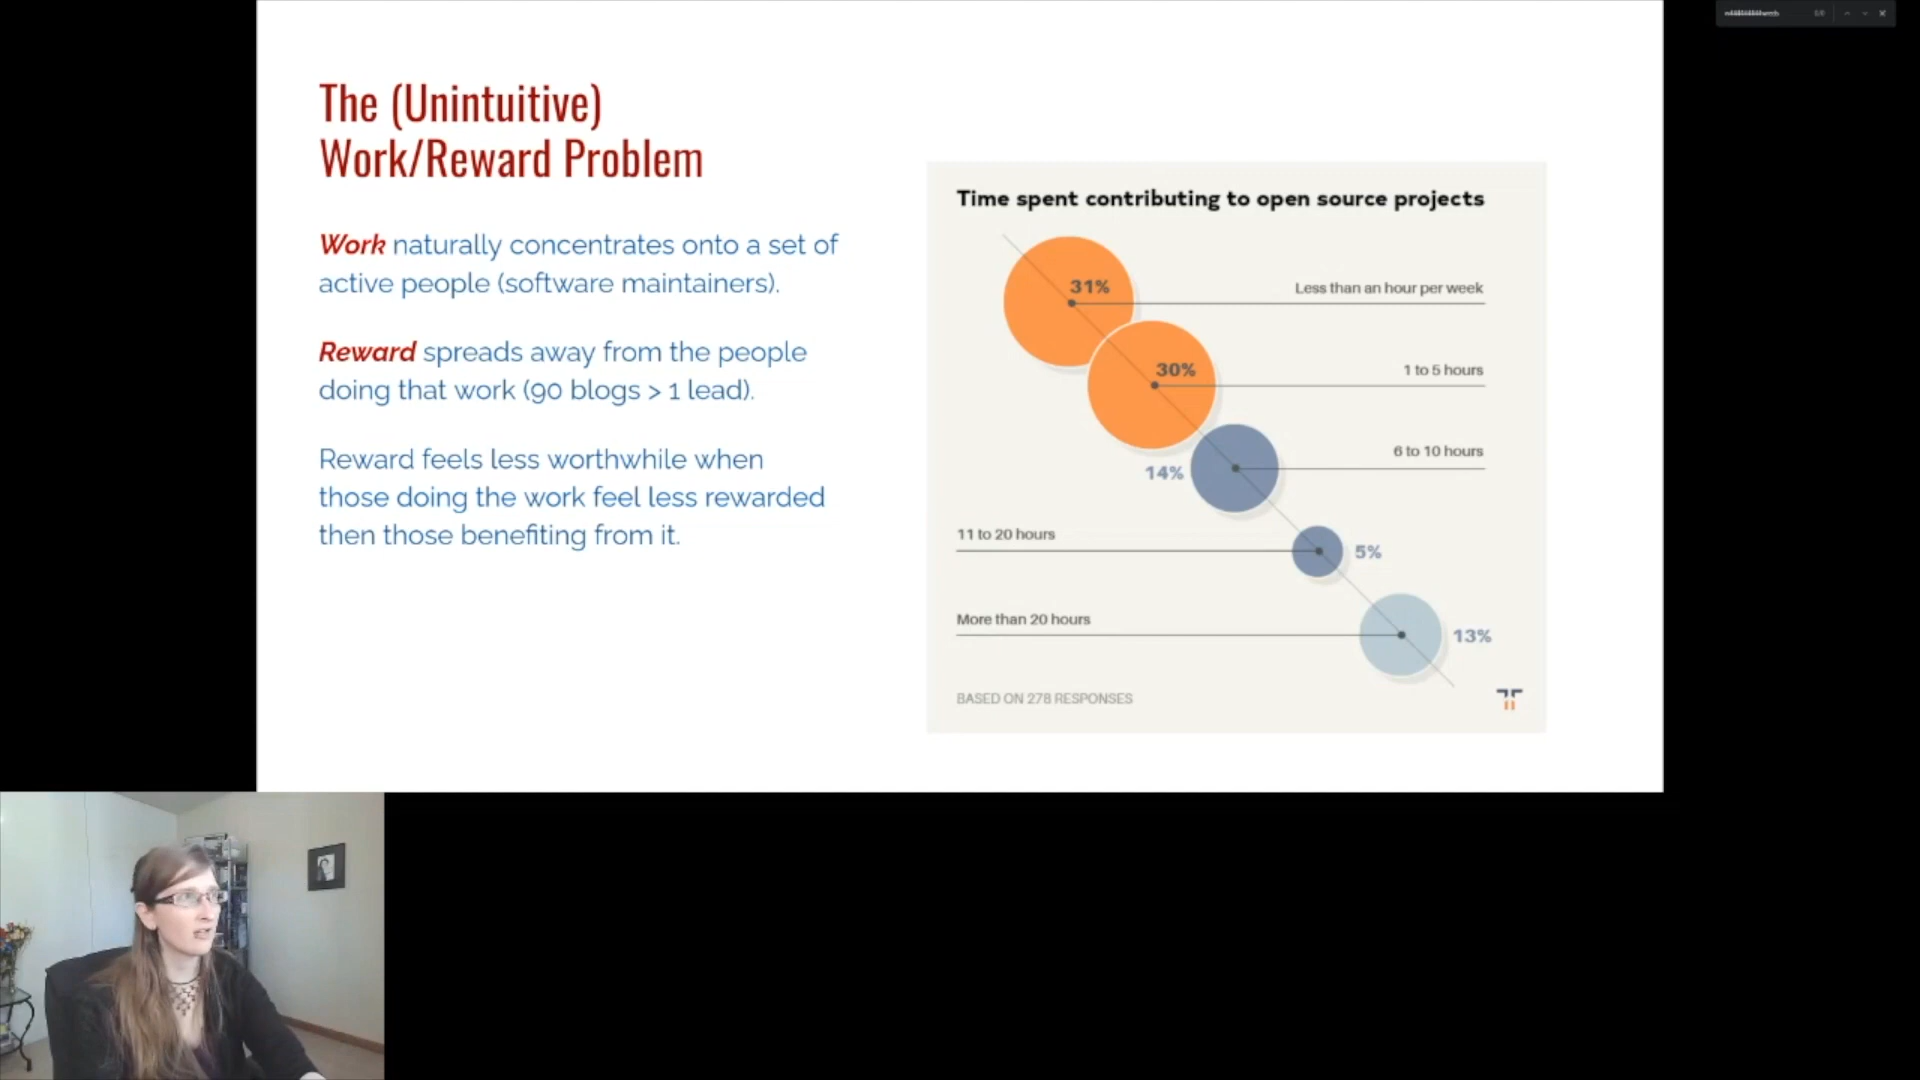 The (Unintuitive)
Work/Reward Problem
Work naturally concentrates onto a set of
active people (software maintainers).
Reward spreads away from the people
doing that work (90 blogs > 1 lead).
Reward feels less worthwhile when
those doing the work feel less rewarded
then those benefiting from it.
Time spent contributing to open source projects
31%
Less than an hour per week
30%
1 to 5 hours
14%
6 to 10 hours
11 to 20 hours
5%
More than 20 hours
13%
BASED ON 278 RESPONSES